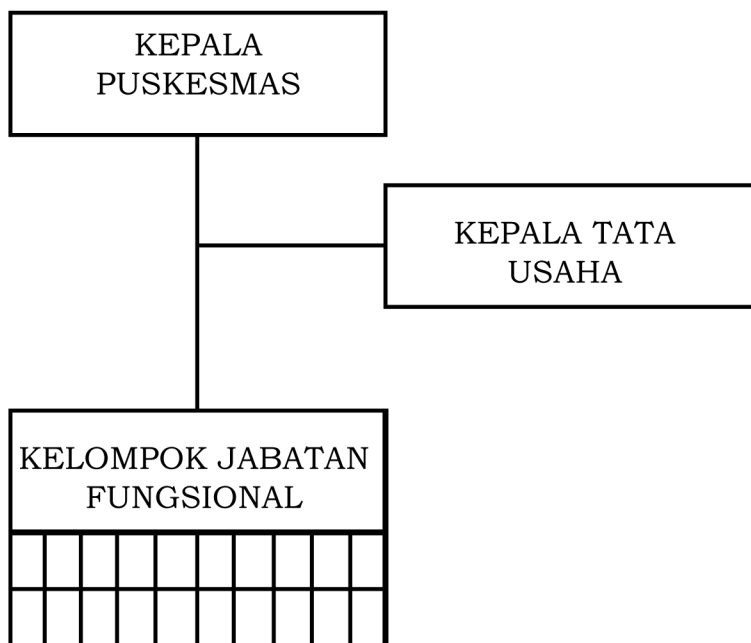 KEPALA
PUSKESMAS
KEPALA TATA
USAHA
KELOMPOK JABATAN
FUNGSIONAL